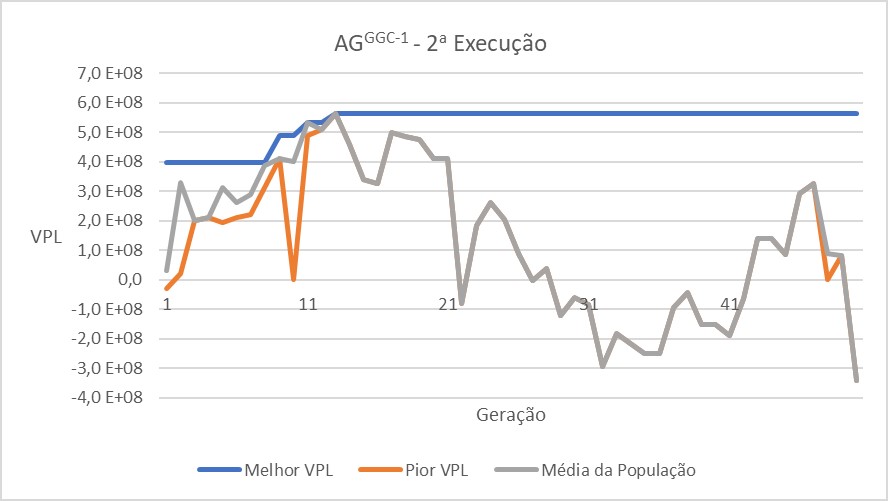 AGGGC-1 - 2ª Execução
7,0 E+08
6,0 E+08
5,0 E+08
4,0 E+08
3,0 E+08
2,0 E+08
VPL
1,0 E+08
0,0
-1,0 E+08
1 11 21 31 41
-2,0 E+08
-3,0 E+08
-4,0 E+08
Geração
Melhor VPL Pior VPL Média da População